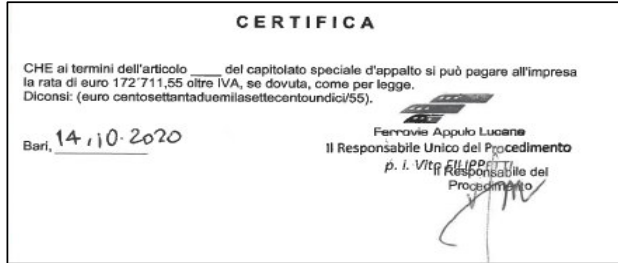 CERTIFICA
CHE ai termini dell'articolo ____ del capitolato speciale d'appalto si può pagare all'impresa
la rata di euro 172'711,55 oltre IVA, se dovuta, come per legge.
Diconsi: (euro centosettantaduemilasettecentoundici/55).
Ferrovie Appulo Lucane
Bari, 14,10.2020
Il Responsabile Unico del Procedimento
p. i. Vito FILIPPETTI
Il Responsabile del
Procedimento